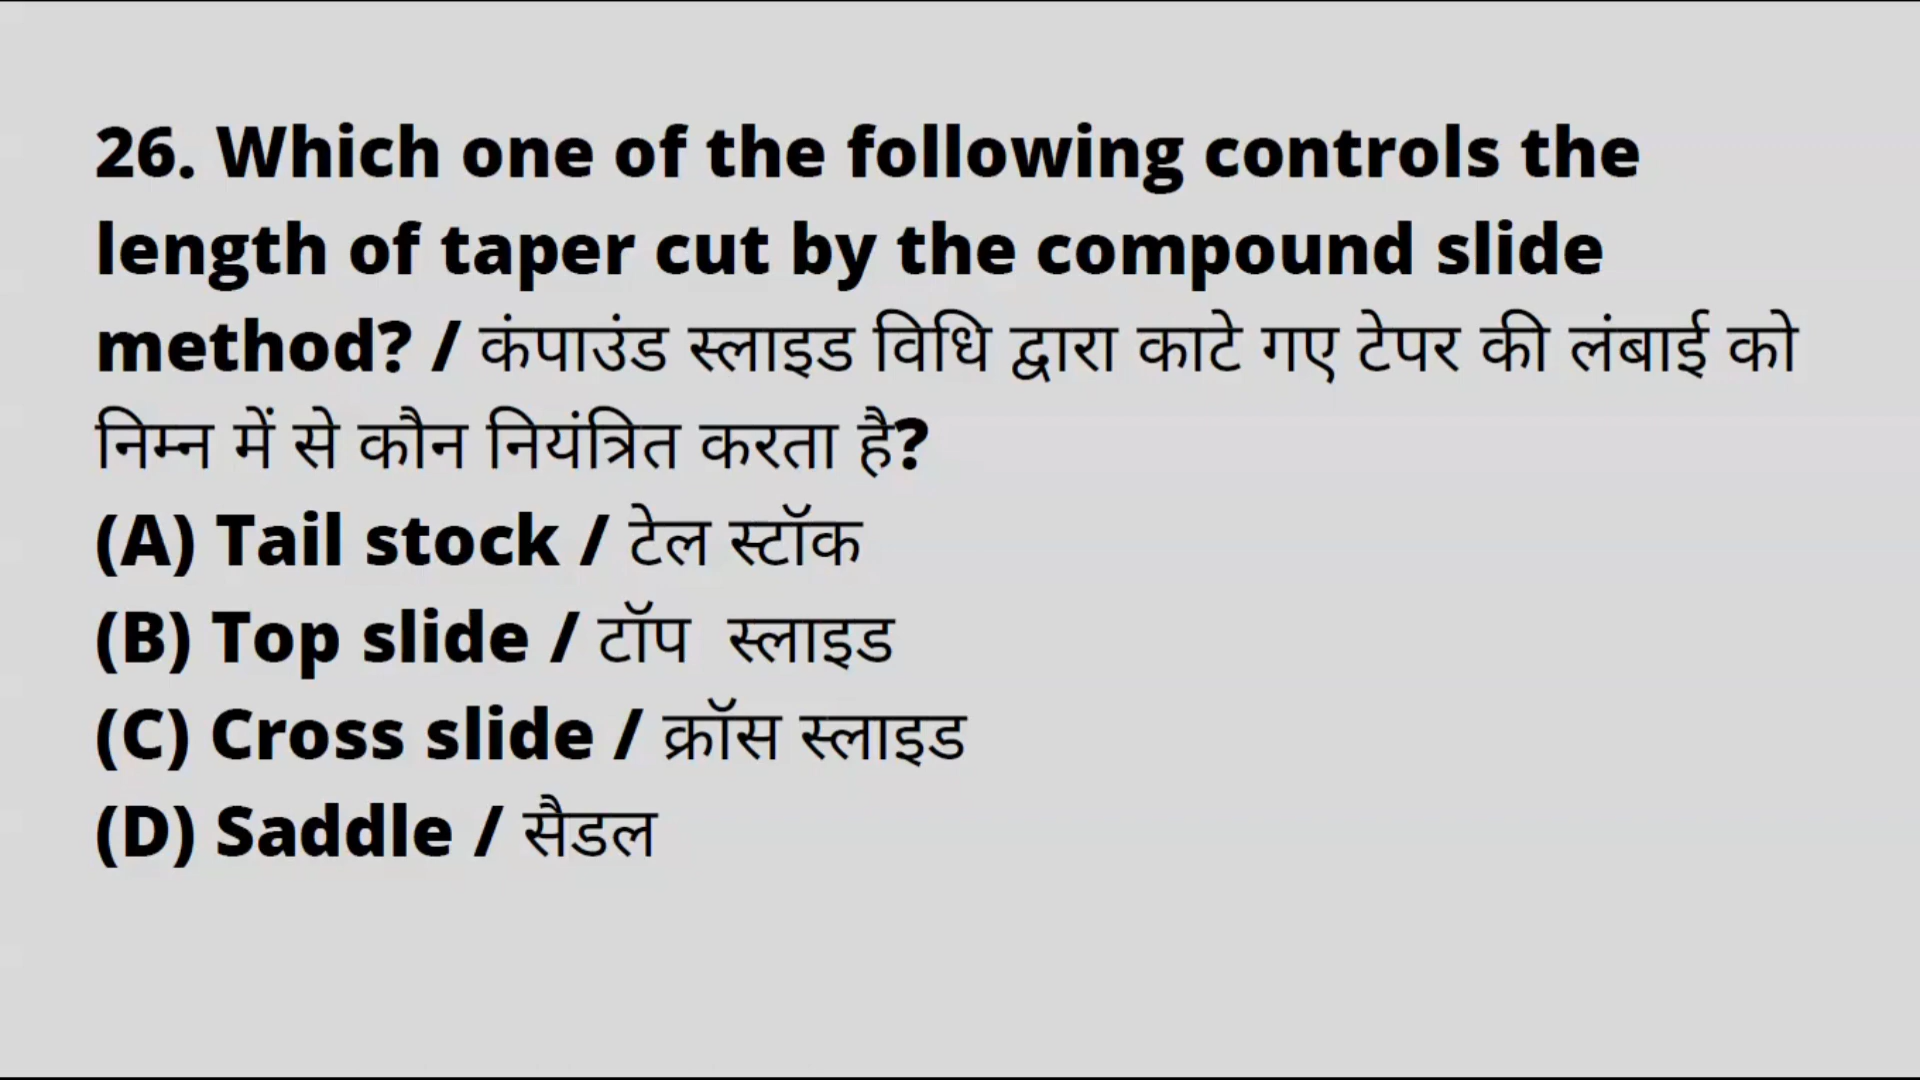 26. Which one of the following controls the
length of taper cut by the compound slide
method? / कंपाउंड स्लाइड विधि द्वारा काटे गए टेपर की लंबाई को
निम्न में से कौन नियंत्रित करता है?
(A) Tail stock / टेल स्टॉक
(B) Top slide / टॉप स्लाइड
(C) Cross slide / क्रॉस स्लाइड
(D) Saddle / सैडल